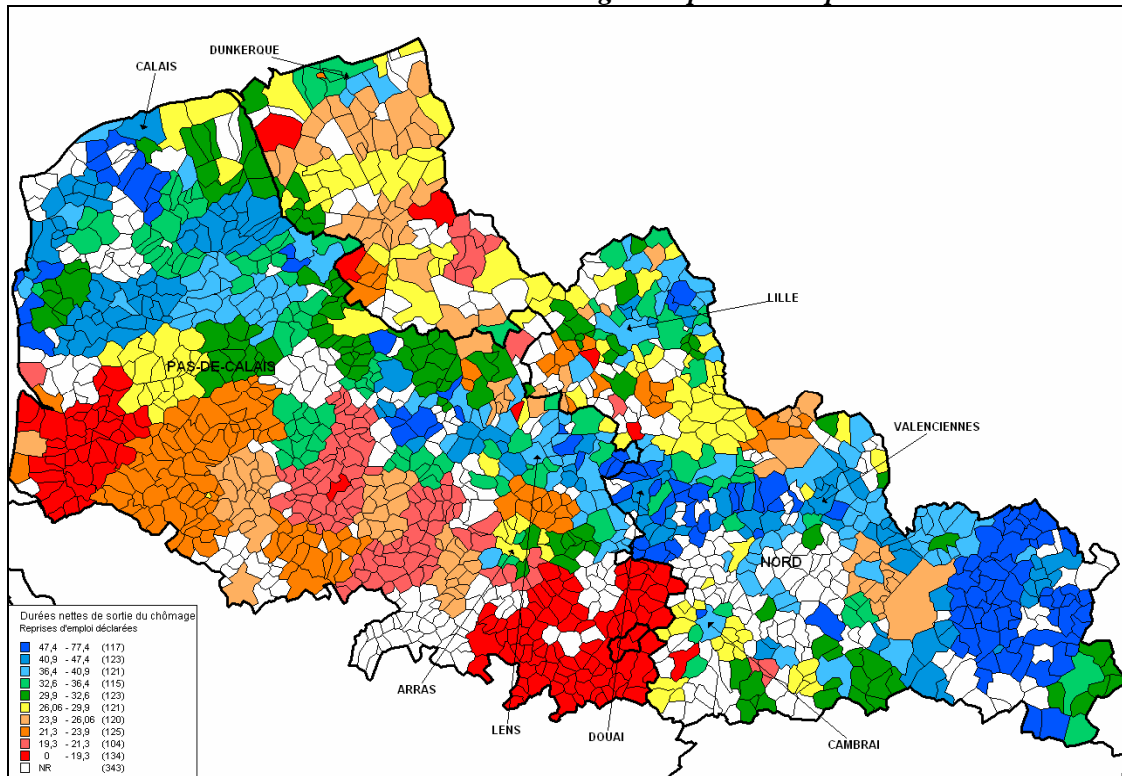 DUNKERQUE
CALAIS
LILLE
PAS-DE-CALAIS
VALENCIENNES
NORD
ARRAS
LENS
DOUAI
CAMBRAI
Durées nettes de sortie du chômage
Reprises d'emploi déclarées
47,4 - 77,4 (117)
40,9 - 47,4 (123)
36,4 - 40,9 (121)
32,6 - 36,4 (115)
29,9 - 32,6 (123)
26,06 - 29,9 (121)
23,9 - 26,06 (120)
21,3 - 23,9 (125)
19,3 - 21,3 (104)
0 - 19,3 (134)
NR (343)